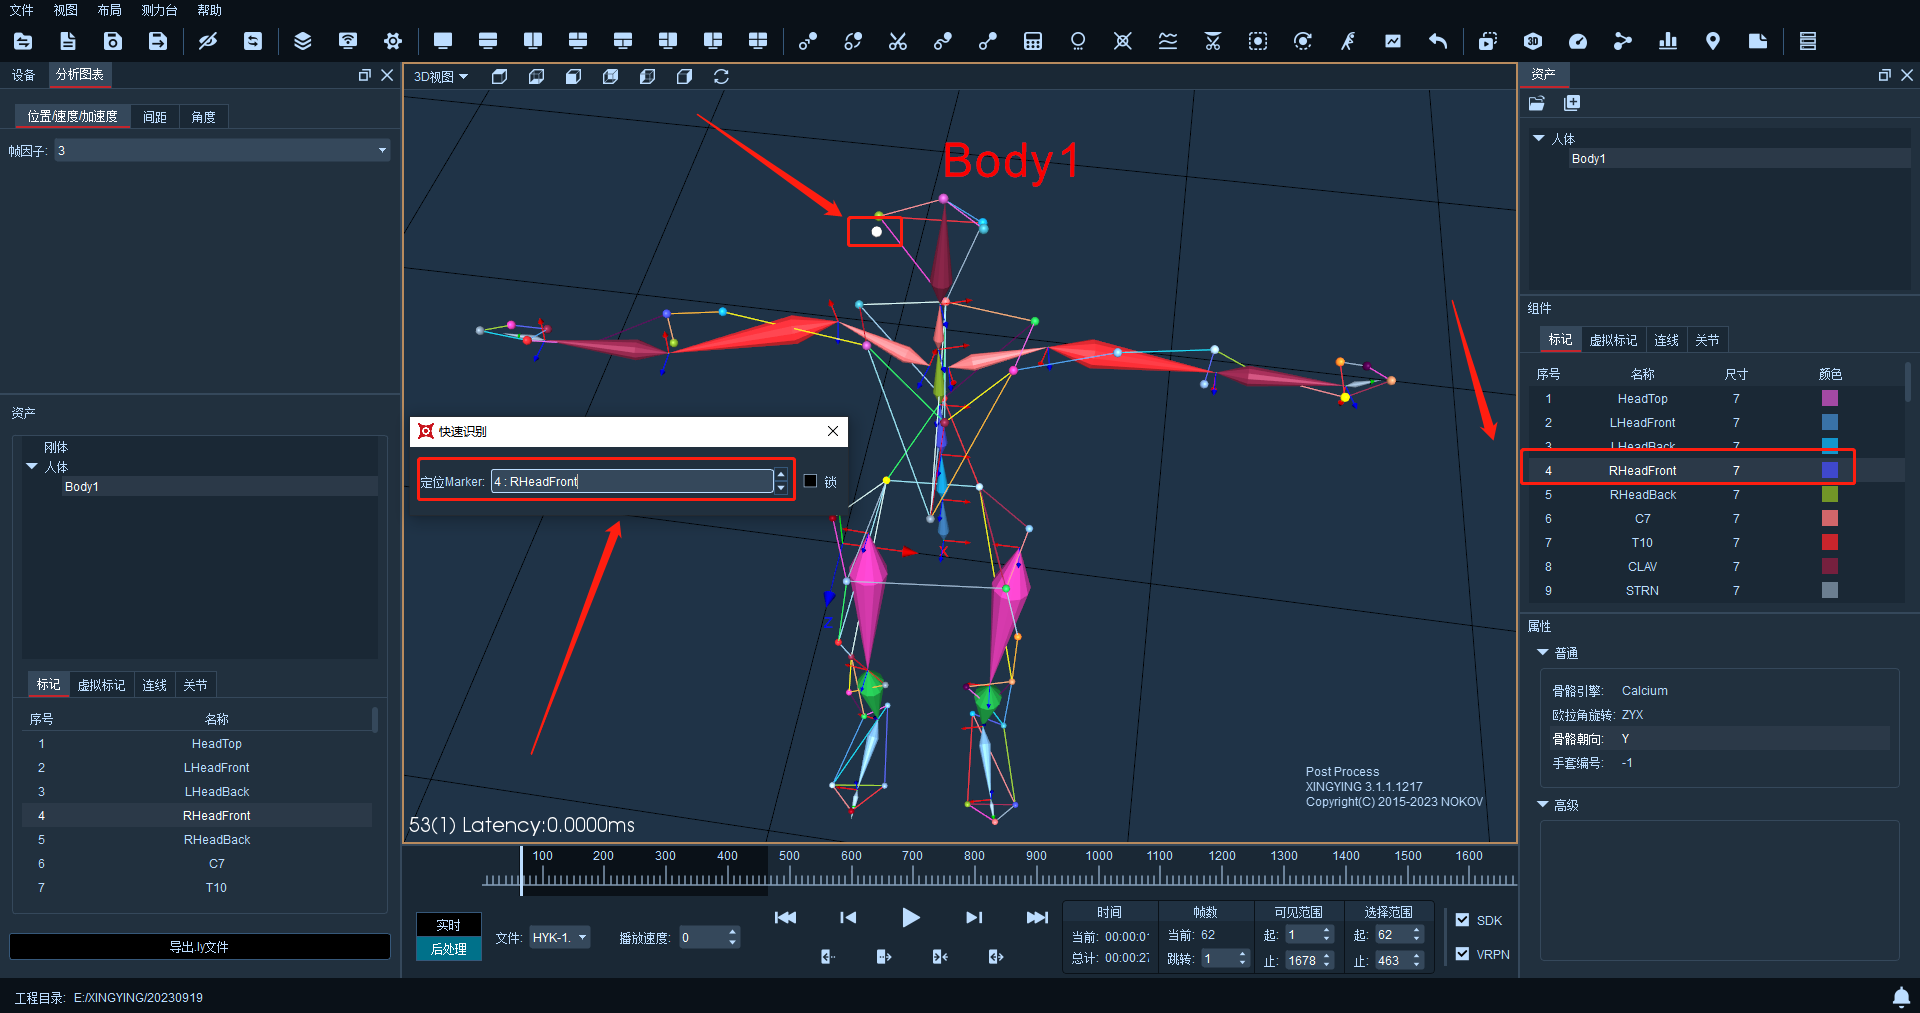 文件 视图 布局 测力台 帮助
设备 分析图表
位置/速度/加速度 间距 角度
帧因子: 3
资产
刚体
人体
Body1
标记 虚拟标记 连线 关节
序号 名称
1 HeadTop
2 LHeadFront
3 LHeadBack
4 RHeadFront
5 RHeadBack
6 C7
7 T10
导出.ly文件
3D视图
Body1
快速识别
定位Marker: 4 : RHeadFront 锁
X
Z
Post Process
XINGYING 3.1.1.1217
Copyright(C) 2015-2023 NOKOV
53(1) Latency:0.0000ms
100 200 300 400 500 600 700 800 900 1000 1100 1200 1300 1400 1500 1600
实时
后处理
文件: HYK-1.
播放速度: 0
时间 帧数 可见范围 选择范围
当前: 00:00:0 当前: 62 起: 1 起: 62
总计: 00:00:27 跳转: 1 止: 1678 止: 463
SDK
VRPN
资产
人体
Body1
组件
标记 虚拟标记 连线 关节
序号 名称 尺寸 颜色
1 HeadTop 7
2 LHeadFront 7
3 LHeadBack 7
4 RHeadFront 7
5 RHeadBack 7
6 C7 7
7 T10 7
8 CLAV 7
9 STRN 7
属性
普通
骨骼引擎: Calcium
欧拉角旋转: ZYX
骨骼朝向: Y
手套编号: -1
高级
工程目录: E:/XINGYING/20230919